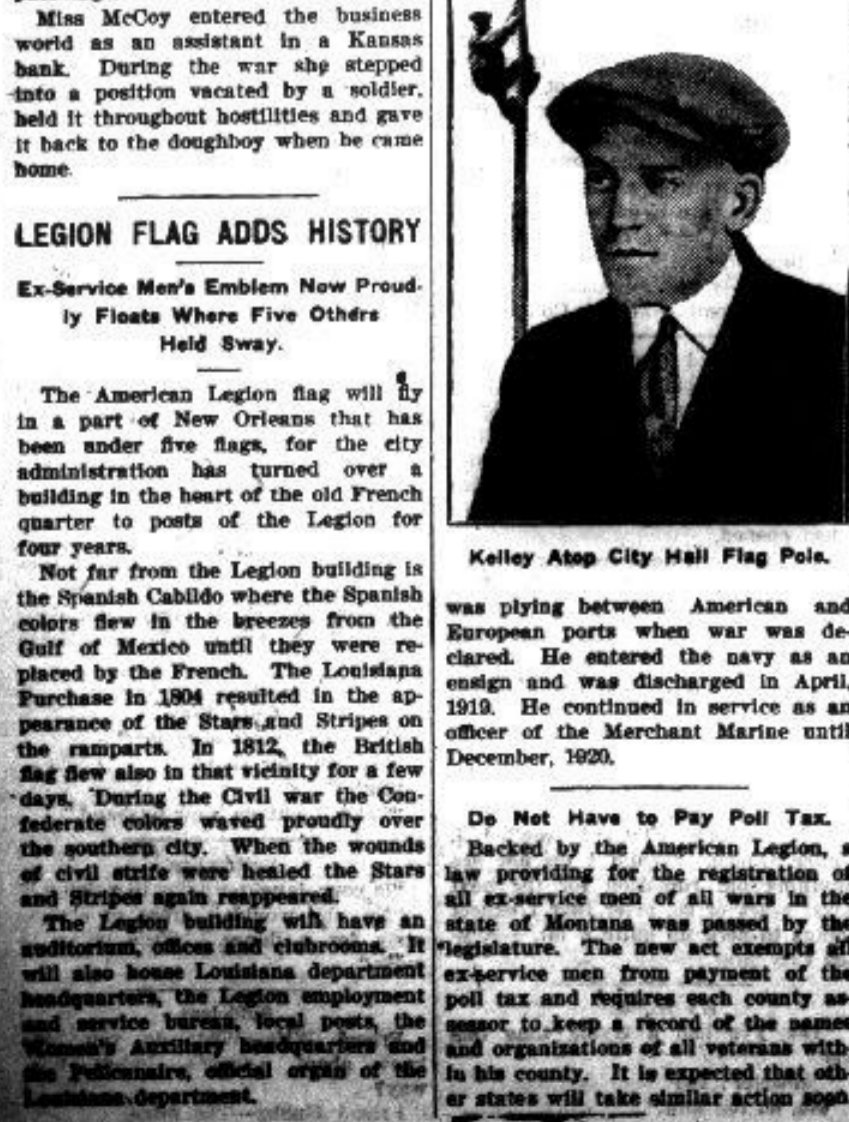 Miss McCoy entered the business
world as an assistant in a Kansas
bank. During the war she stepped
into a position vacated by a soldier,
held it throughout hostilities and gave
it back to the doughboy when he came
home.
LEGION FLAG ADDS HISTORY
Ex-Service Men's Emblem Now Proud-
ly Floats Where Five Others
Held Sway.
The American Legion flag will fly
in a part of New Orleans that has
been under five flags, for the city
administration has turned over a
building in the heart of the old French
quarter to posts of the Legion for
four years.
Not far from the Legion building is
the Spanish Cabildo where the Spanish
colors flew in the breezes from the
Gulf of Mexico until they were re-
placed by the French. The Louisiana
Purchase in 1804 resulted in the ap-
pearance of the Stars and Stripes on
the ramparts. In 1812, the British
flag flew also in that vicinity for a few
days. During the Civil war the Con-
federate colors waved proudly over
the southern city. When the wounds
of civil strife were healed the Stars
and Stripes again reappeared.
The Legion building will have an
auditorium, offices and clubrooms. It
will also house Louisiana department
headquarters, the Legion employment
and service bureau, local posts, the
Women's Auxiliary headquarters and
the Pelicanaire, official organ of the
Louisiana department.
Kelley Atop City Hall Flag Pole.
was plying between American and
European ports when war was de-
clared. He entered the navy as an
ensign and was discharged in April,
1919. He continued in service as an
officer of the Merchant Marine until
December, 1920.
Do Not Have to Pay Poll Tax.
Backed by the American Legion, a
law providing for the registration of
all ex-service men of all wars in the
state of Montana was passed by the
legislature. The new act exempts all
ex-service men from payment of the
poll tax and requires each county as-
sessor to keep a record of the names
and organizations of all veterans with-
in his county. It is expected that oth-
er states will take similar action soon.